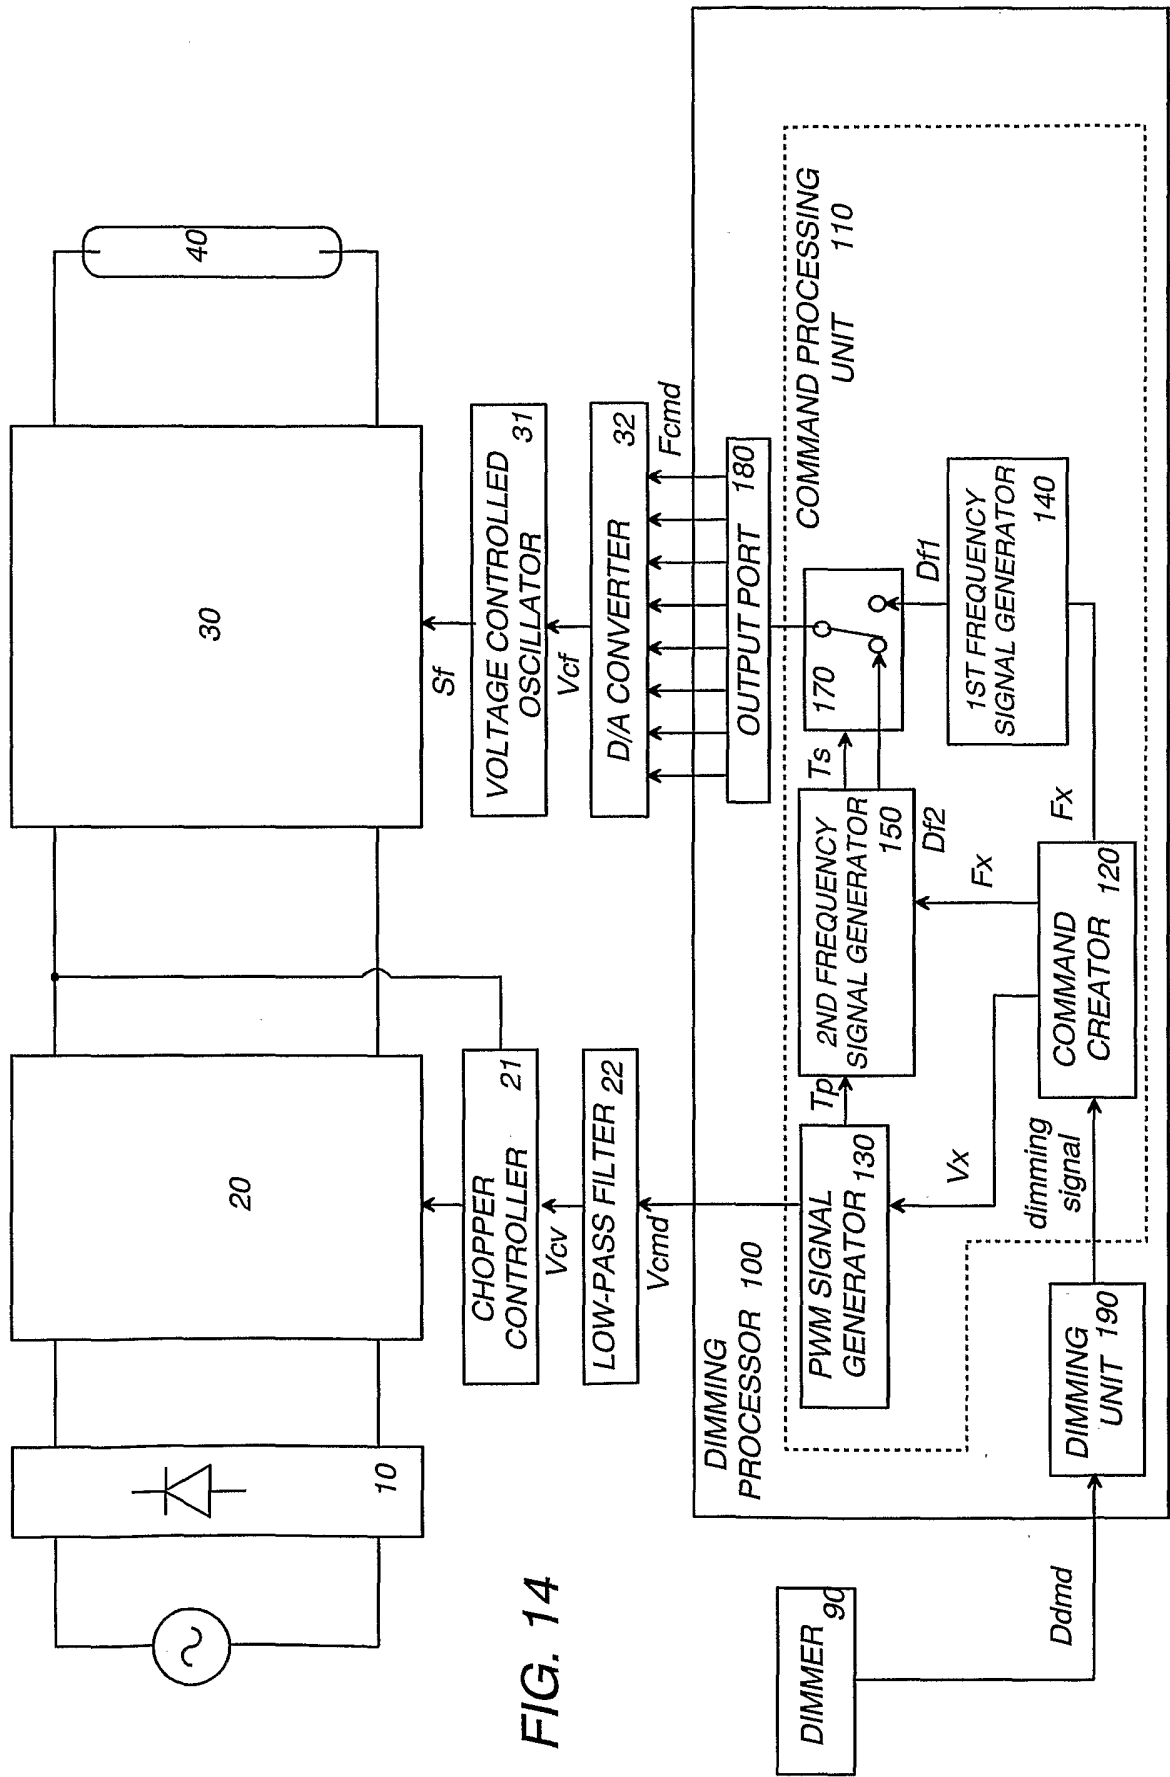 FIG. 14
10
20
30
40
CHOPPER
CONTROLLER
21
Vcv
LOW-PASS FILTER 22
Vcmd
Sf
VOLTAGE CONTROLLED
OSCILLATOR
31
Vcf
D/A CONVERTER
32
Fcmd
DIMMING
PROCESSOR 100
OUTPUT PORT
180
COMMAND PROCESSING
UNIT 110
PWM SIGNAL
GENERATOR 130
Tp
2ND FREQUENCY
SIGNAL GENERATOR
150
Ts
Df2
170
Df1
1ST FREQUENCY
SIGNAL GENERATOR
140
Vx
Fx
Fx
COMMAND
CREATOR
120
dimming
signal
DIMMING
UNIT 190
DIMMER
90
Ddmd